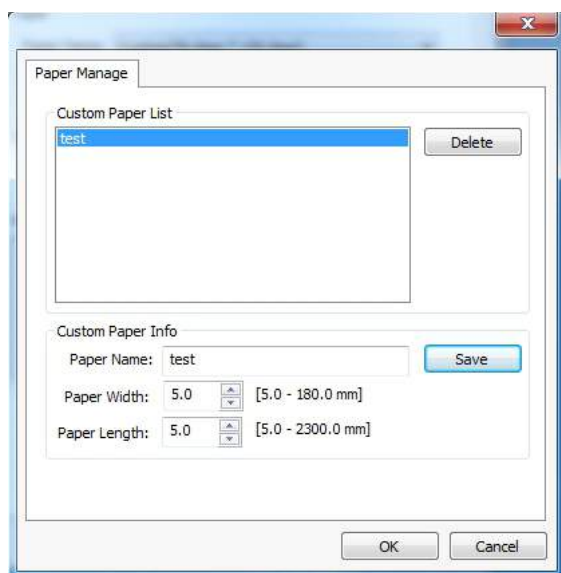 Paper Manage
Custom Paper List
test
Delete
Custom Paper Info
Paper Name: test
Save
Paper Width: 5.0 [5.0 - 180.0 mm]
Paper Length: 5.0 [5.0 - 2300.0 mm]
OK Cancel